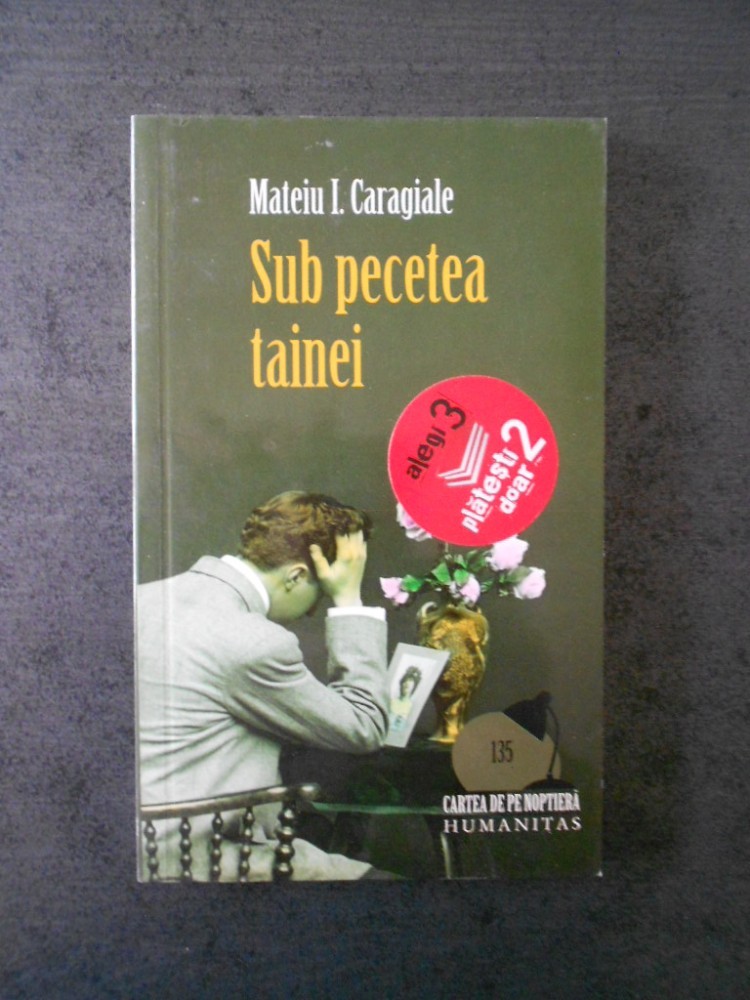 Mateiu I. Caragiale
Sub pecetea
tainei
alegi 3
plătești
doar 2
135
CARTEA DE PE NOPTIERĂ
HUMANITAS